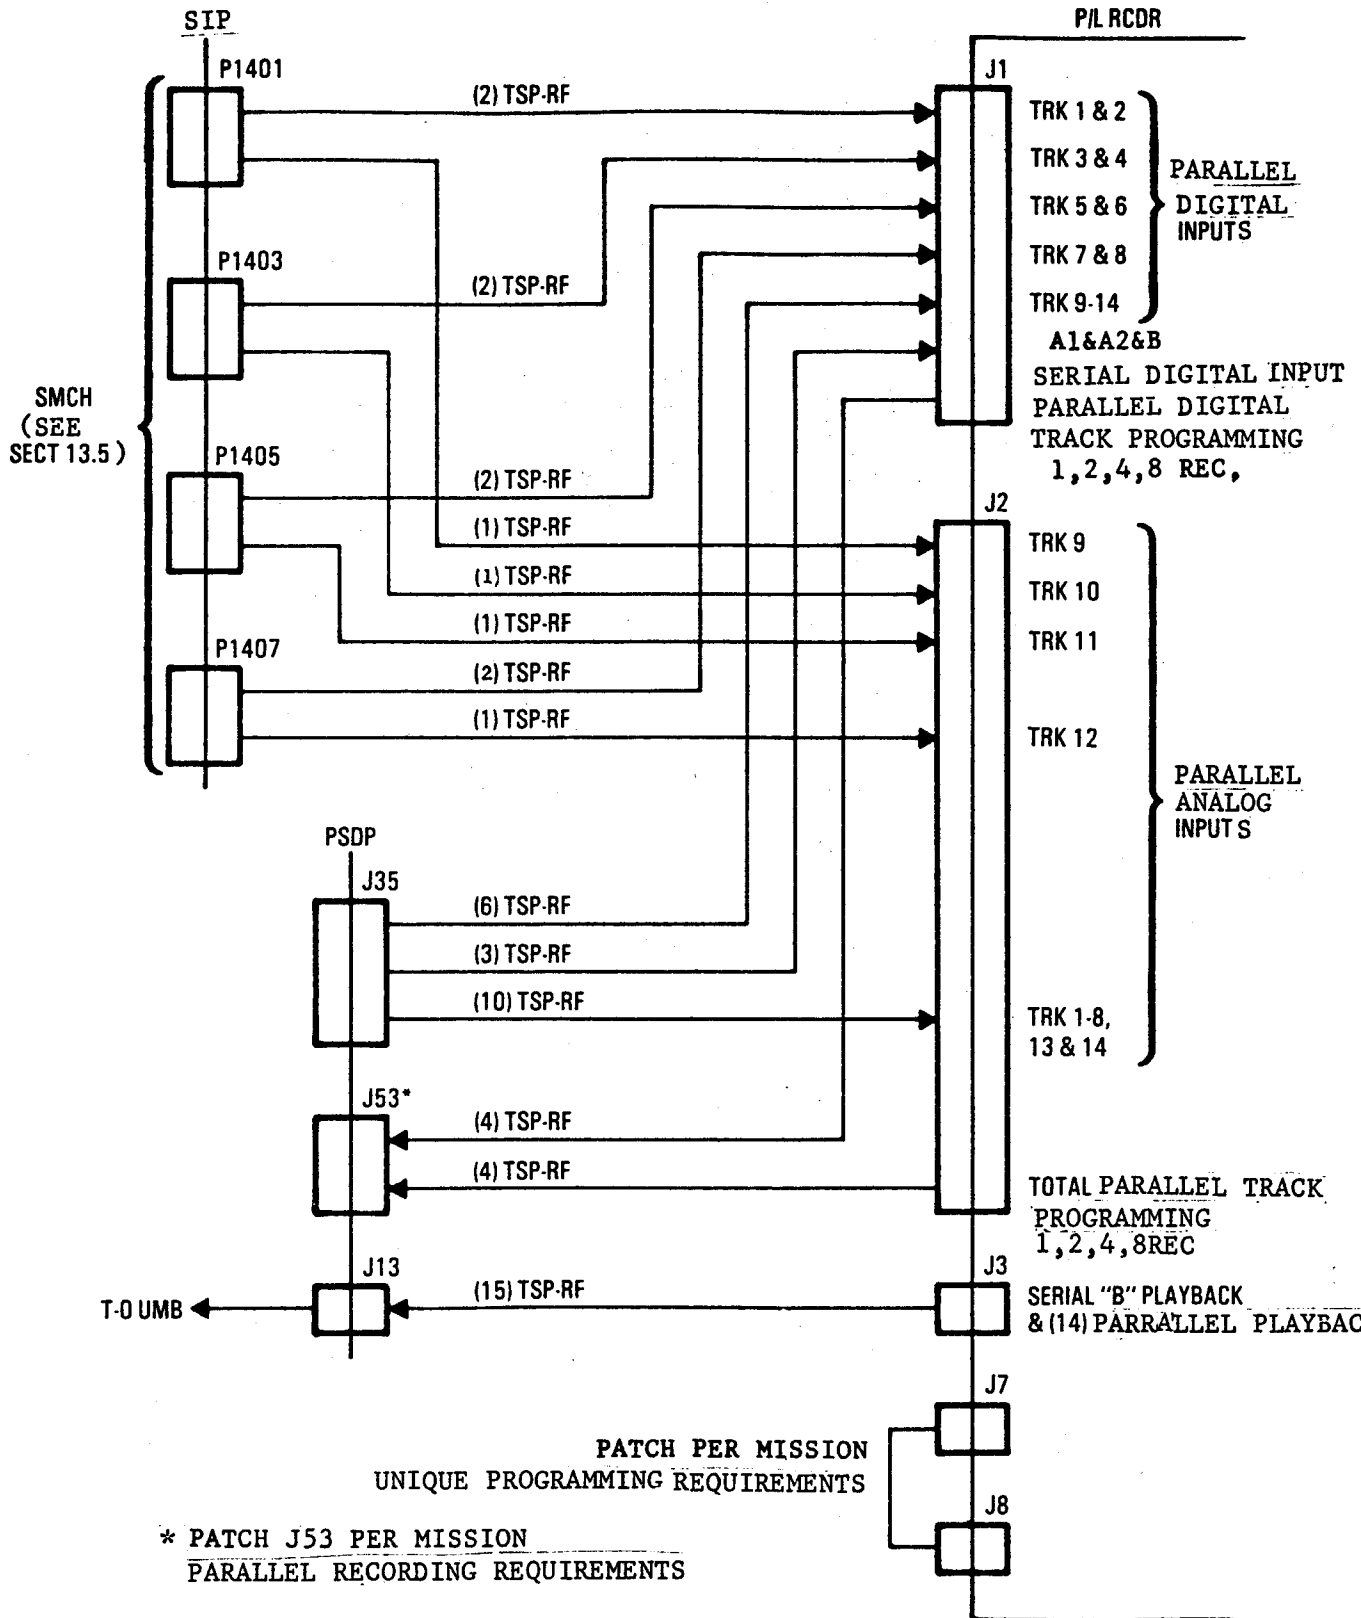 SIP
P/L RCDR
P1401
J1
(2) TSP-RF
TRK 1 & 2
TRK 3 & 4
PARALLEL
DIGITAL
INPUTS
TRK 5 & 6
P1403
TRK 7 & 8
(2) TSP-RF
TRK 9-14
A1&A2&B
SERIAL DIGITAL INPUT
PARALLEL DIGITAL
TRACK PROGRAMMING
1,2,4,8 REC,
SMCH
(SEE
SECT 13.5)
P1405
(2) TSP-RF
J2
(1) TSP-RF
TRK 9
(1) TSP-RF
TRK 10
(1) TSP-RF
TRK 11
P1407
(2) TSP-RF
(1) TSP-RF
TRK 12
PARALLEL
ANALOG
INPUTS
PSDP
J35
(6) TSP-RF
(3) TSP-RF
(10) TSP-RF
TRK 1-8,
13 & 14
J53*
(4) TSP-RF
(4) TSP-RF
TOTAL PARALLEL TRACK
PROGRAMMING
1,2,4,8REC
J13
J3
T-O UMB
(15) TSP-RF
SERIAL "B" PLAYBACK
& (14) PARRALLEL PLAYBAC
J7
PATCH PER MISSION
UNIQUE PROGRAMMING REQUIREMENTS
J8
* PATCH J53 PER MISSION
PARALLEL RECORDING REQUIREMENTS